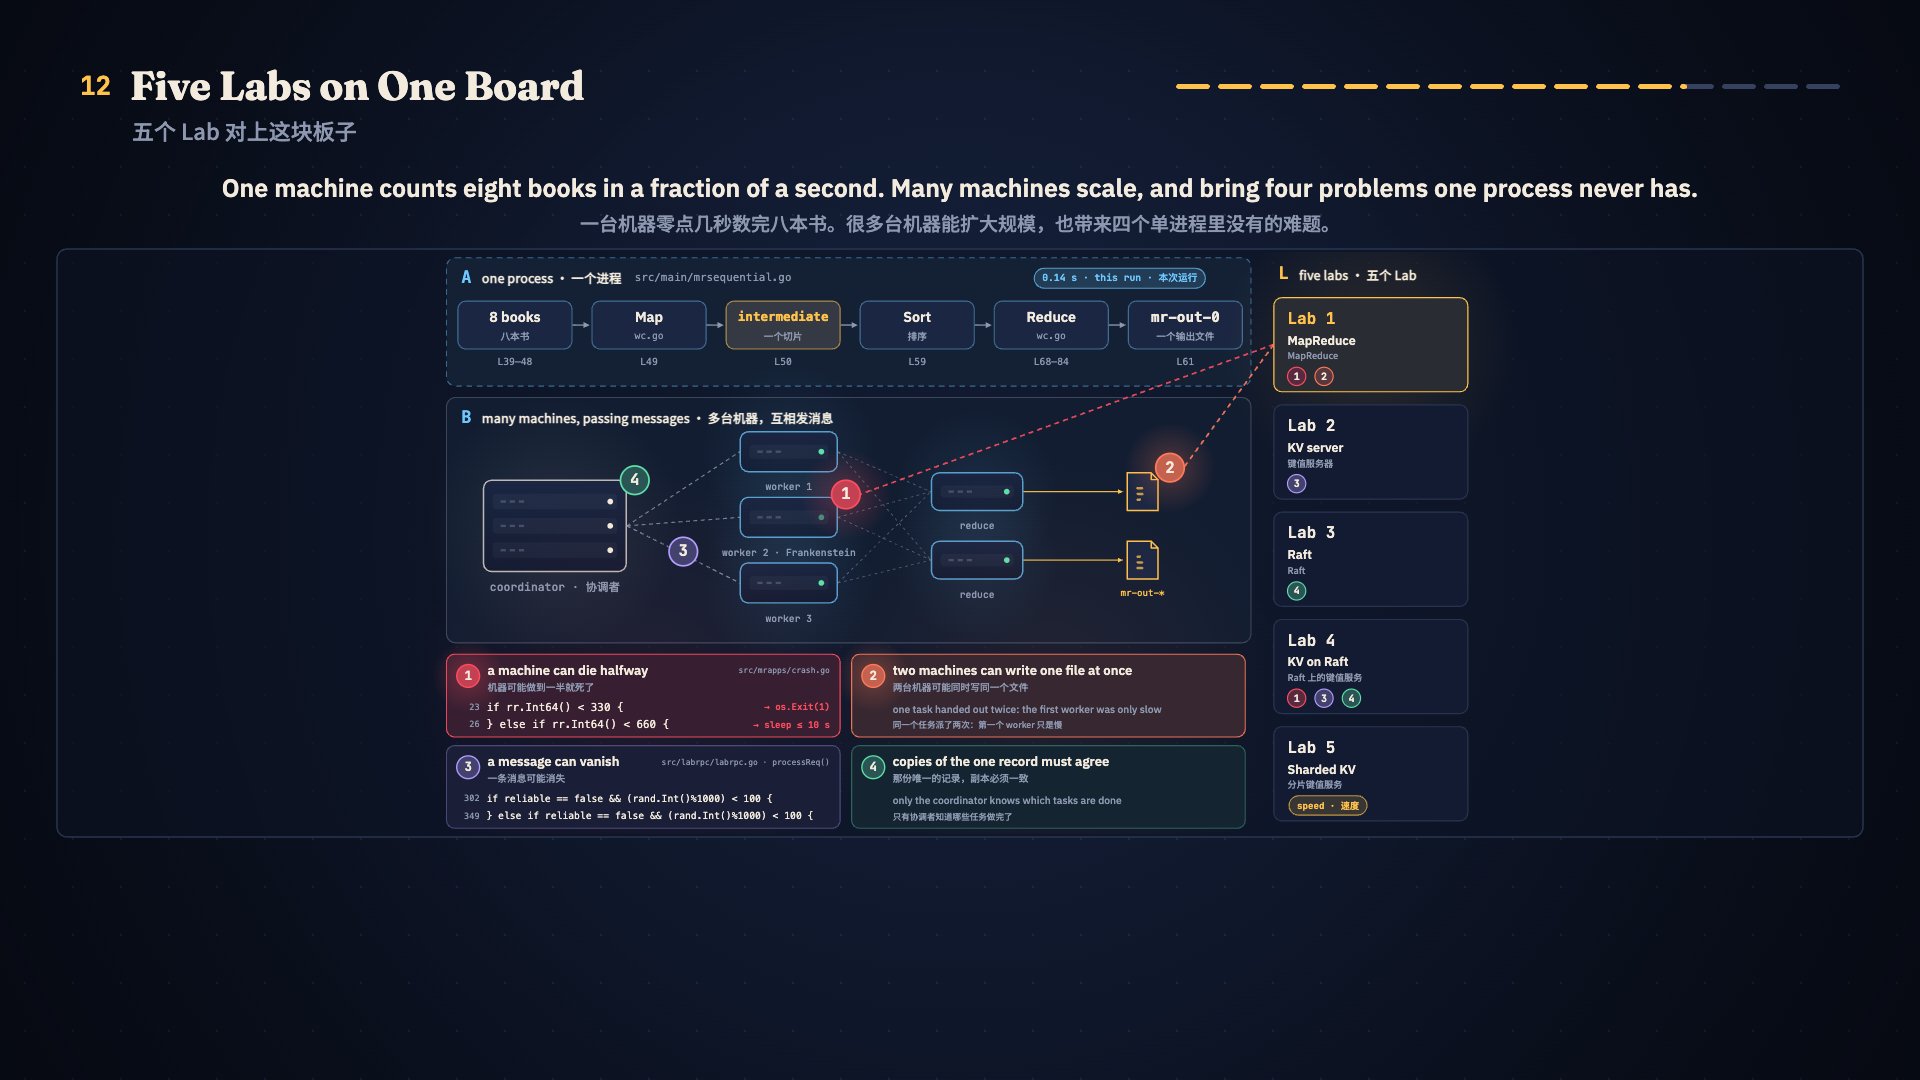 12 Five Labs on One Board
五个 Lab 对上这块板子
One machine counts eight books in a fraction of a second. Many machines scale, and bring four problems one process never has.
一台机器零点几秒数完八本书。很多台机器能扩大规模，也带来四个单进程里没有的难题。
A one process · 一个进程 src/main/mrsequential.go
0.14 s · this run · 本次运行
8 books
八本书
L39–48
Map
wc.go
L49
intermediate
一个切片
L50
Sort
排序
L59
Reduce
wc.go
L68–84
mr-out-0
一个输出文件
L61
B many machines, passing messages · 多台机器，互相发消息
4
coordinator · 协调者
3
worker 1
1
worker 2 · Frankenstein
worker 3
reduce
reduce
2
mr-out-*
1 a machine can die halfway src/mrapps/crash.go
机器可能做到一半就死了
23 if rr.Int64() < 330 { → os.Exit(1)
26 } else if rr.Int64() < 660 { → sleep ≤ 10 s
2 two machines can write one file at once
两台机器可能同时写同一个文件
one task handed out twice: the first worker was only slow
同一个任务派了两次：第一个 worker 只是慢
3 a message can vanish src/labrpc/labrpc.go · processReq()
一条消息可能消失
302 if reliable == false && (rand.Int()%1000) < 100 {
349 } else if reliable == false && (rand.Int()%1000) < 100 {
4 copies of the one record must agree
那份唯一的记录，副本必须一致
only the coordinator knows which tasks are done
只有协调者知道哪些任务做完了
L five labs · 五个 Lab
Lab 1
MapReduce
MapReduce
1 2
Lab 2
KV server
键值服务器
3
Lab 3
Raft
Raft
4
Lab 4
KV on Raft
Raft 上的键值服务
1 3 4
Lab 5
Sharded KV
分片键值服务
speed · 速度